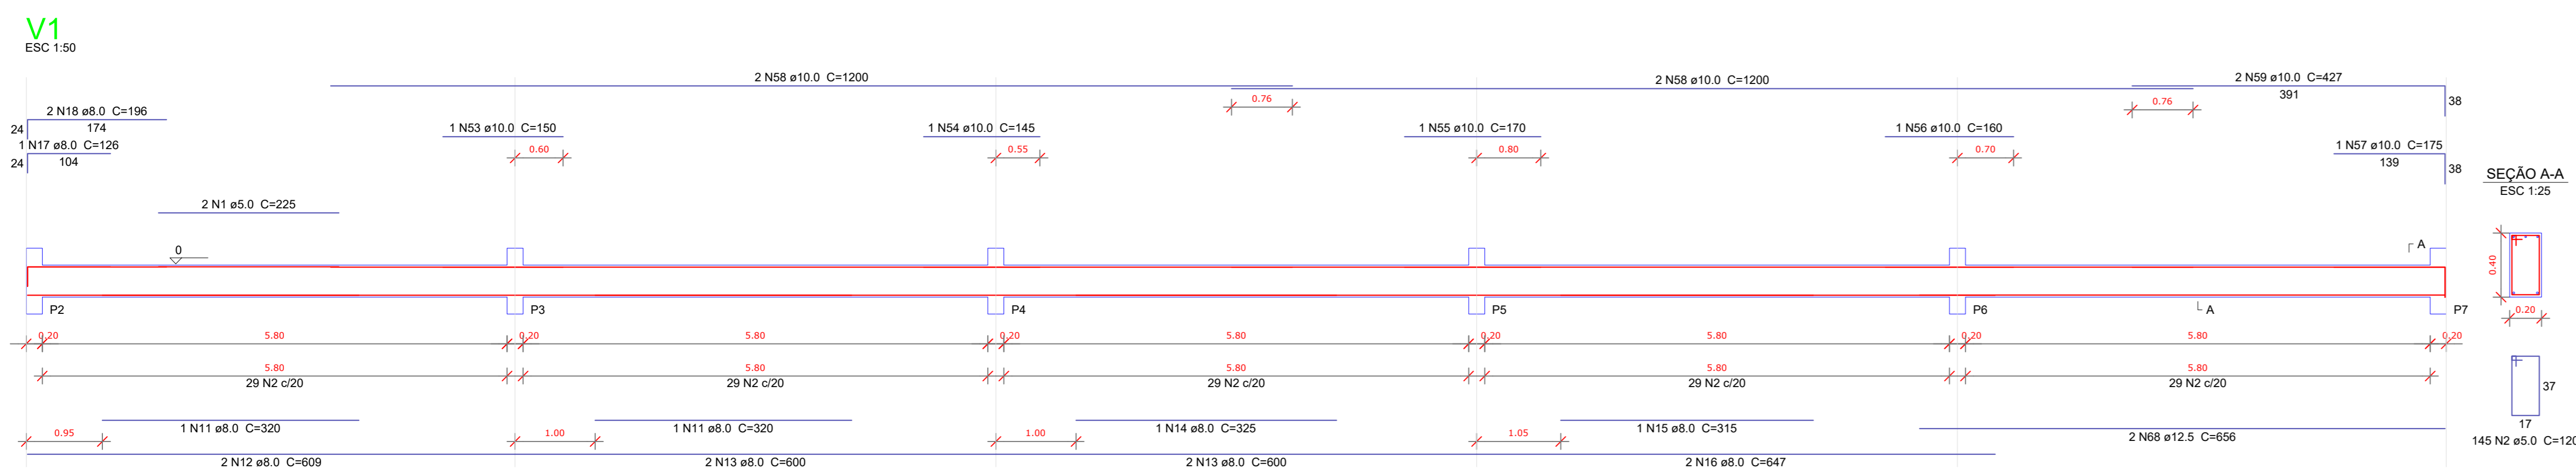 V1
ESC 1:50
2 N58 ø10.0  C=1200
2 N58 ø10.0  C=1200
2 N59 ø10.0  C=427
0.76
0.76
391
38
2 N18 ø8.0  C=196
24
174
1 N17 ø8.0  C=126
24
104
1 N53 ø10.0  C=150
0.60
1 N54 ø10.0  C=145
0.55
1 N55 ø10.0  C=170
0.80
1 N56 ø10.0  C=160
0.70
1 N57 ø10.0  C=175
139
38
SEÇÃO A-A
ESC 1:25
2 N1 ø5.0  C=225
0
A
P2
P3
P4
P5
P6
A
P7
0.40
0.20
0.20
5.80
0.20
5.80
0.20
5.80
0.20
5.80
0.20
5.80
0.20
5.80
5.80
5.80
5.80
5.80
29 N2 c/20
29 N2 c/20
29 N2 c/20
29 N2 c/20
29 N2 c/20
37
17
145 N2 ø5.0  C=120
0.95
1 N11 ø8.0  C=320
1.00
1 N11 ø8.0  C=320
1.00
1 N14 ø8.0  C=325
1.05
1 N15 ø8.0  C=315
2 N68 ø12.5  C=656
2 N12 ø8.0  C=609
2 N13 ø8.0  C=600
2 N13 ø8.0  C=600
2 N16 ø8.0  C=647